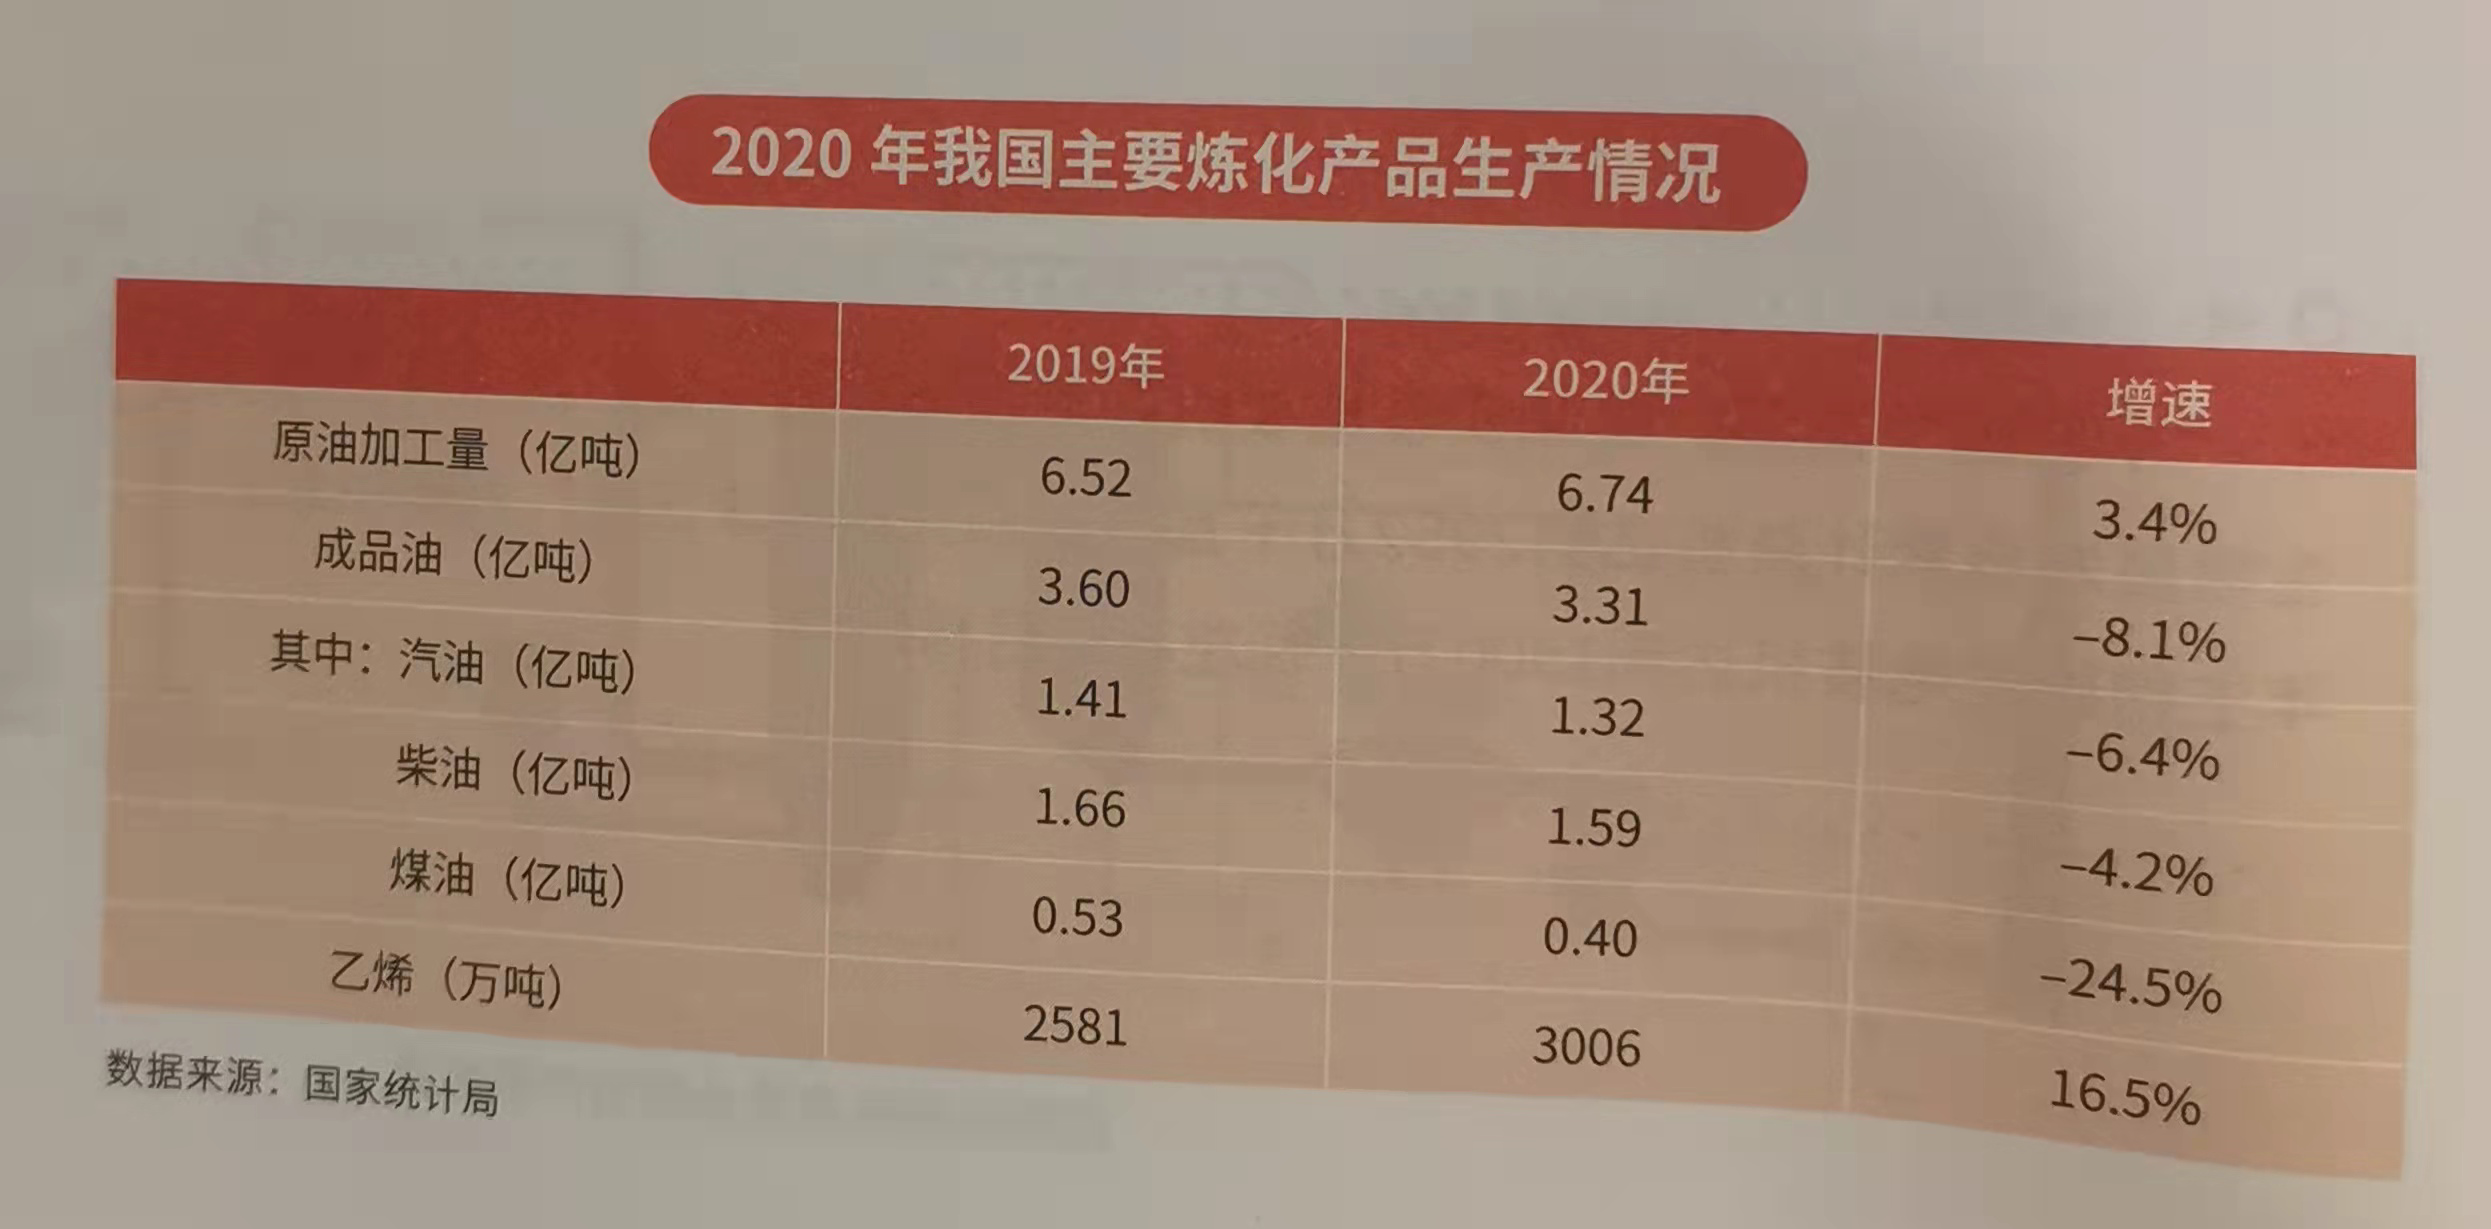 2020 年我国主要炼化产品生产情况
2019年 2020年 增速
原油加工量（亿吨） 6.52 6.74 3.4%
成品油（亿吨） 3.60 3.31 –8.1%
其中：汽油（亿吨） 1.41 1.32 –6.4%
柴油（亿吨） 1.66 1.59 –4.2%
煤油（亿吨） 0.53 0.40 –24.5%
乙烯（万吨） 2581 3006 16.5%
数据来源：国家统计局